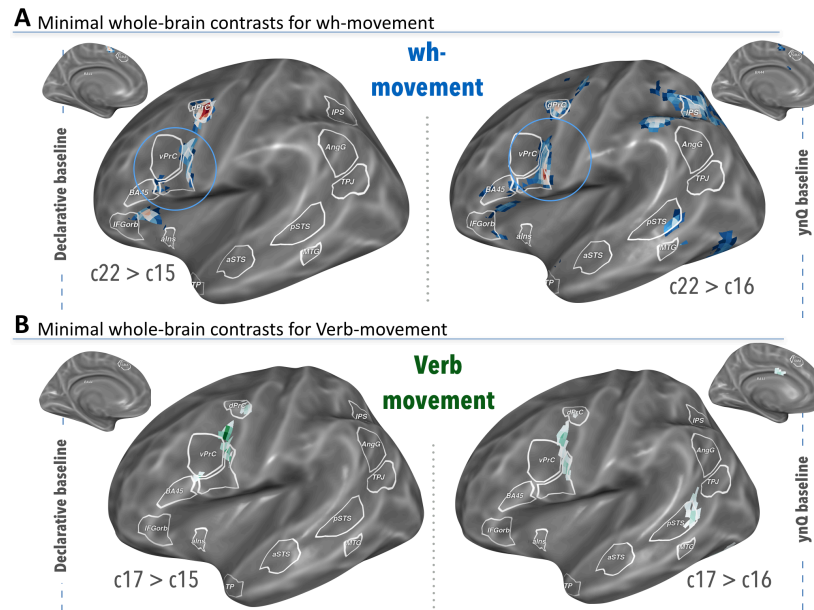 A Minimal whole-brain contrasts for wh-movement
wh-
movement
Declarative baseline
dPrC
IPS
vPrC
AngG
TPJ
BA45
IFGorb
aIns
pSTS
aSTS
MTG
TP
c22 > c15
dPrC
IPS
vPrC
AngG
TPJ
BA45
IFGorb
aIns
pSTS
aSTS
MTG
TP
c22 > c16
ynQ baseline
B Minimal whole-brain contrasts for Verb-movement
Verb
movement
Declarative baseline
dPrC
IPS
vPrC
AngG
TPJ
BA45
IFGorb
aIns
pSTS
aSTS
MTG
TP
c17 > c15
dPrC
IPS
vPrC
AngG
TPJ
BA45
IFGorb
aIns
pSTS
aSTS
MTG
TP
c17 > c16
ynQ baseline